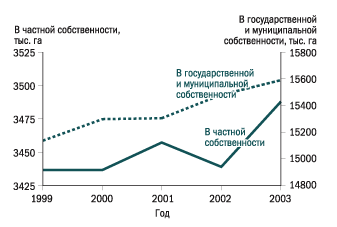 В частной собственности,
тыс. га
В государственной
и муниципальной
собственности, тыс. га
3525
3500
3475
3450
3425
15800
15600
15400
15200
15000
14800
В государственной
и муниципальной
собственности
В частной
собственности
1999
2000
2001
2002
2003
Год